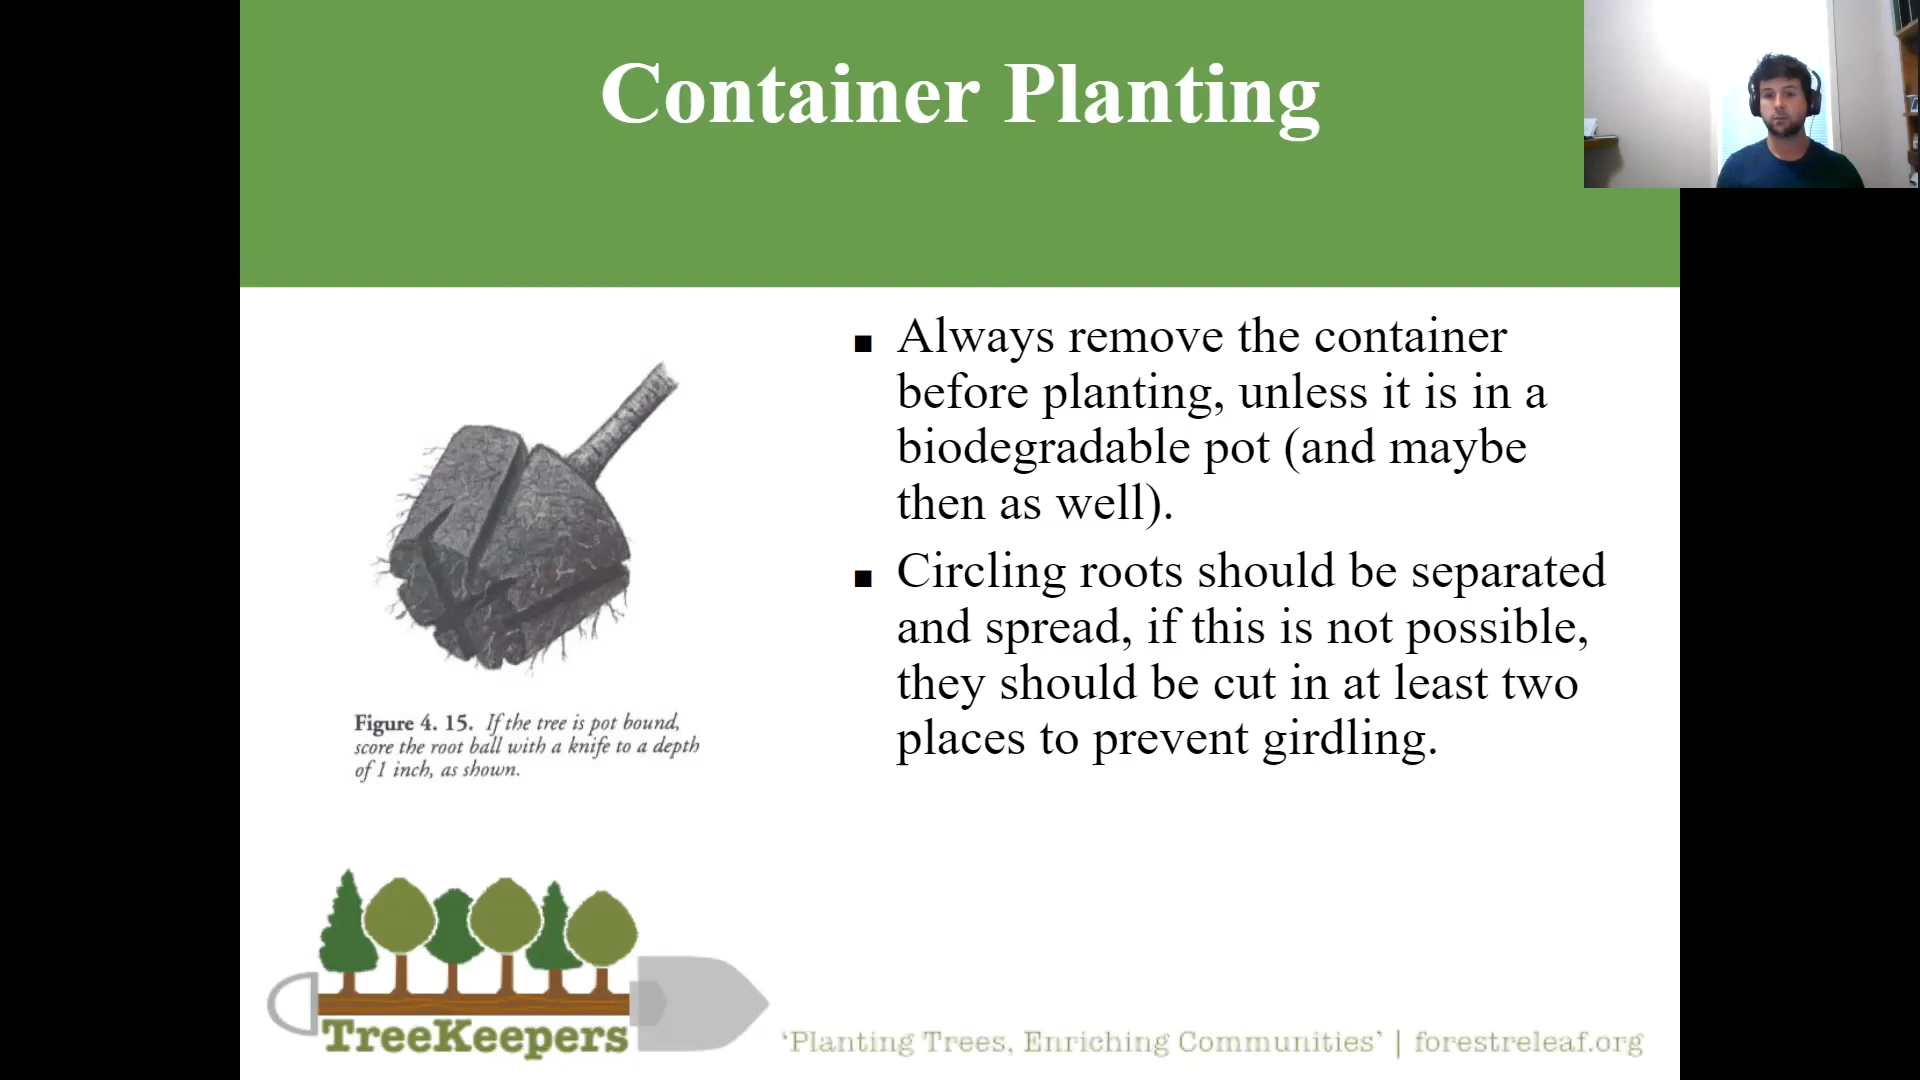 Container Planting
■ Always remove the container
before planting, unless it is in a
biodegradable pot (and maybe
then as well).
■ Circling roots should be separated
and spread, if this is not possible,
they should be cut in at least two
places to prevent girdling.
Figure 4. 15. If the tree is pot bound,
score the root ball with a knife to a depth
of 1 inch, as shown.
TreeKeepers
‘Planting Trees, Enriching Communities’ | forestreleaf.org